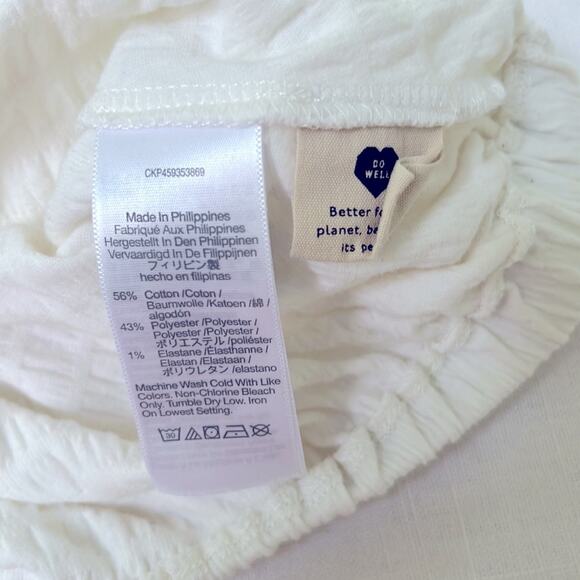 CKP459353869
Made In Philippines
Fabriqué Aux Philippines
Hergestellt In Den Philippinen
Vervaardigd In De Filippijnen
フィリピン製
hecho en filipinas
56% Cotton /Coton /
Baumwolle /Katoen /綿 /
algodón
43% Polyester /Polyester /
Polyester /Polyester /
ポリエステル /poliéster
1% Elastane /Élasthanne /
Elastan /Elastaan /
ポリウレタン /elastano
Machine Wash Cold With Like
Colors. Non-Chlorine Bleach
Only. Tumble Dry Low. Iron
On Lowest Setting.
30
DO
WELL
Better
planet,
its